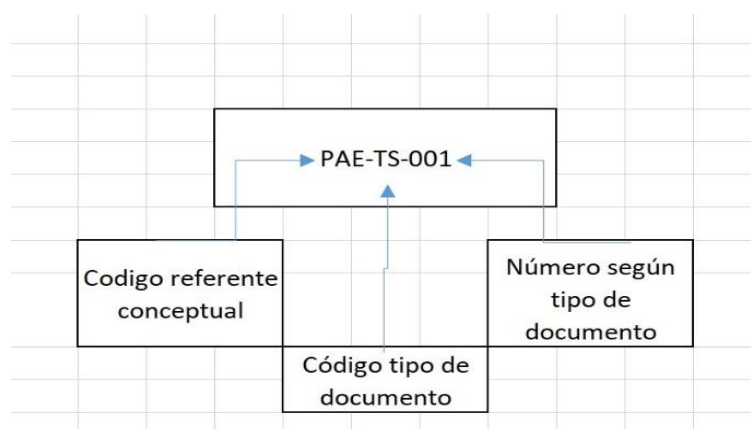 PAE-TS-001
Codigo referente
conceptual
Código tipo de
documento
Número según
tipo de
documento